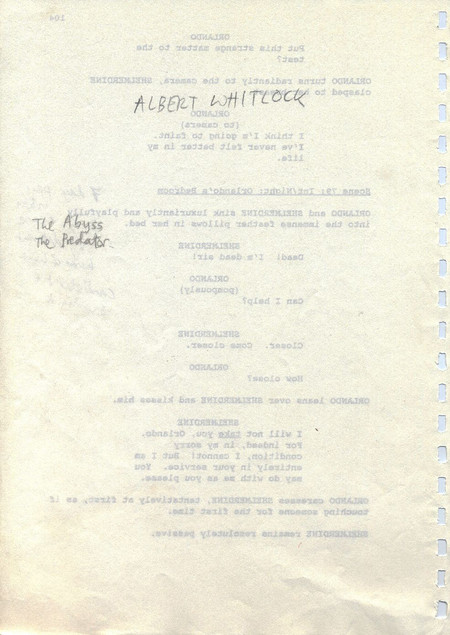 104
ORLANDO
Put this strange matter to the
test?
ORLANDO turns radiantly to the camera, SHELMERDINE
clasped to her
ALBERT WHITLOCK
ORLANDO
(to camera)
I think I'm going to faint.
I've never felt better in my
life.
Scene 79: Int/Night: Orlando's Bedroom
ORLANDO and SHELMERDINE sink luxuriantly and playfully
into the immense feather pillows in her bed.
The Abyss
The Predator.
SHELMERDINE
Dead! I'm dead sir!
ORLANDO
(pompously)
Can I help?
SHELMERDINE
Closer. Come closer.
ORLANDO
How close?
ORLANDO leans over SHELMERDINE and kisses him.
SHELMERDINE
I will not take you, Orlando.
For indeed, in my sorry
condition, I cannot! But I am
entirely in your service. You
may do with me as you please.
ORLANDO caresses SHELMERDINE, tentatively at first, as if
touching someone for the first time.
SHELMERDINE remains resolutely passive.